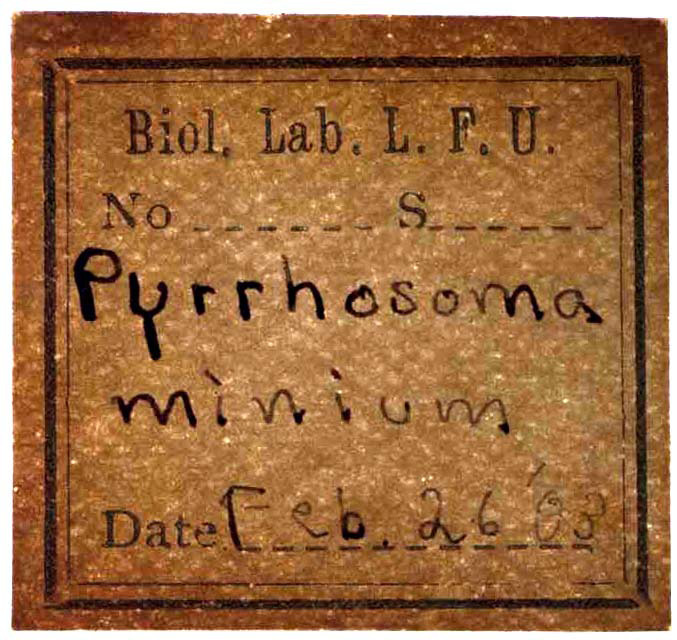 Biol. Lab. L. F. U.
No S
Pyrrhosoma
minium
Date Feb. 26 '03